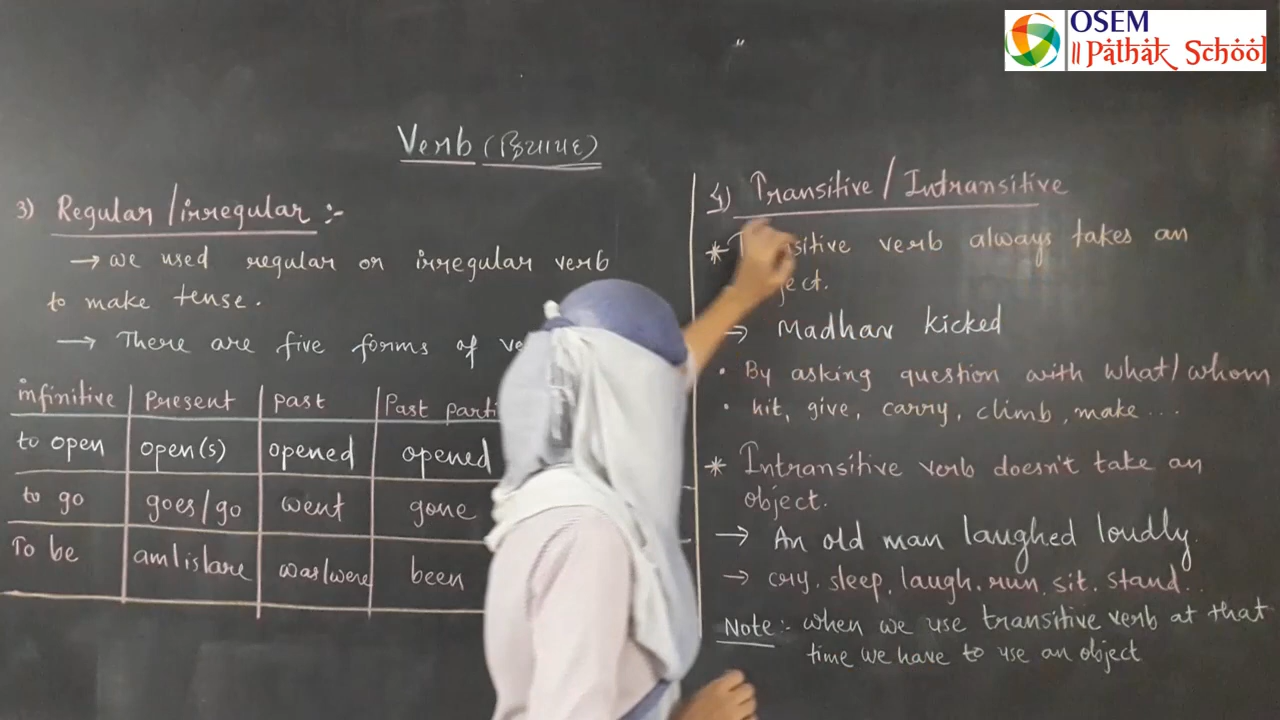 OSEM
Pathak School
Verb (ક્રિયાપદ)
3) Regular / irregular :-
→ we used regular or irregular verb
to make tense.
→ There are five forms of
infinitive | Present | Past | Past
to open | open(s) | opened | opened
to go | goes/go | went | gone
To be | am/is/are | was/were | been
4) Transitive / Intransitive
* verb always takes an
→ Madhav kicked
• By asking question with what/whom
• hit, give, carry, climb, make ....
* Intransitive verb doesn't take an
object.
→ An old man laughed loudly.
→ cry, sleep, laugh, run, sit, stand..
Note :- when we use transitive verb at that
time we have to use an object